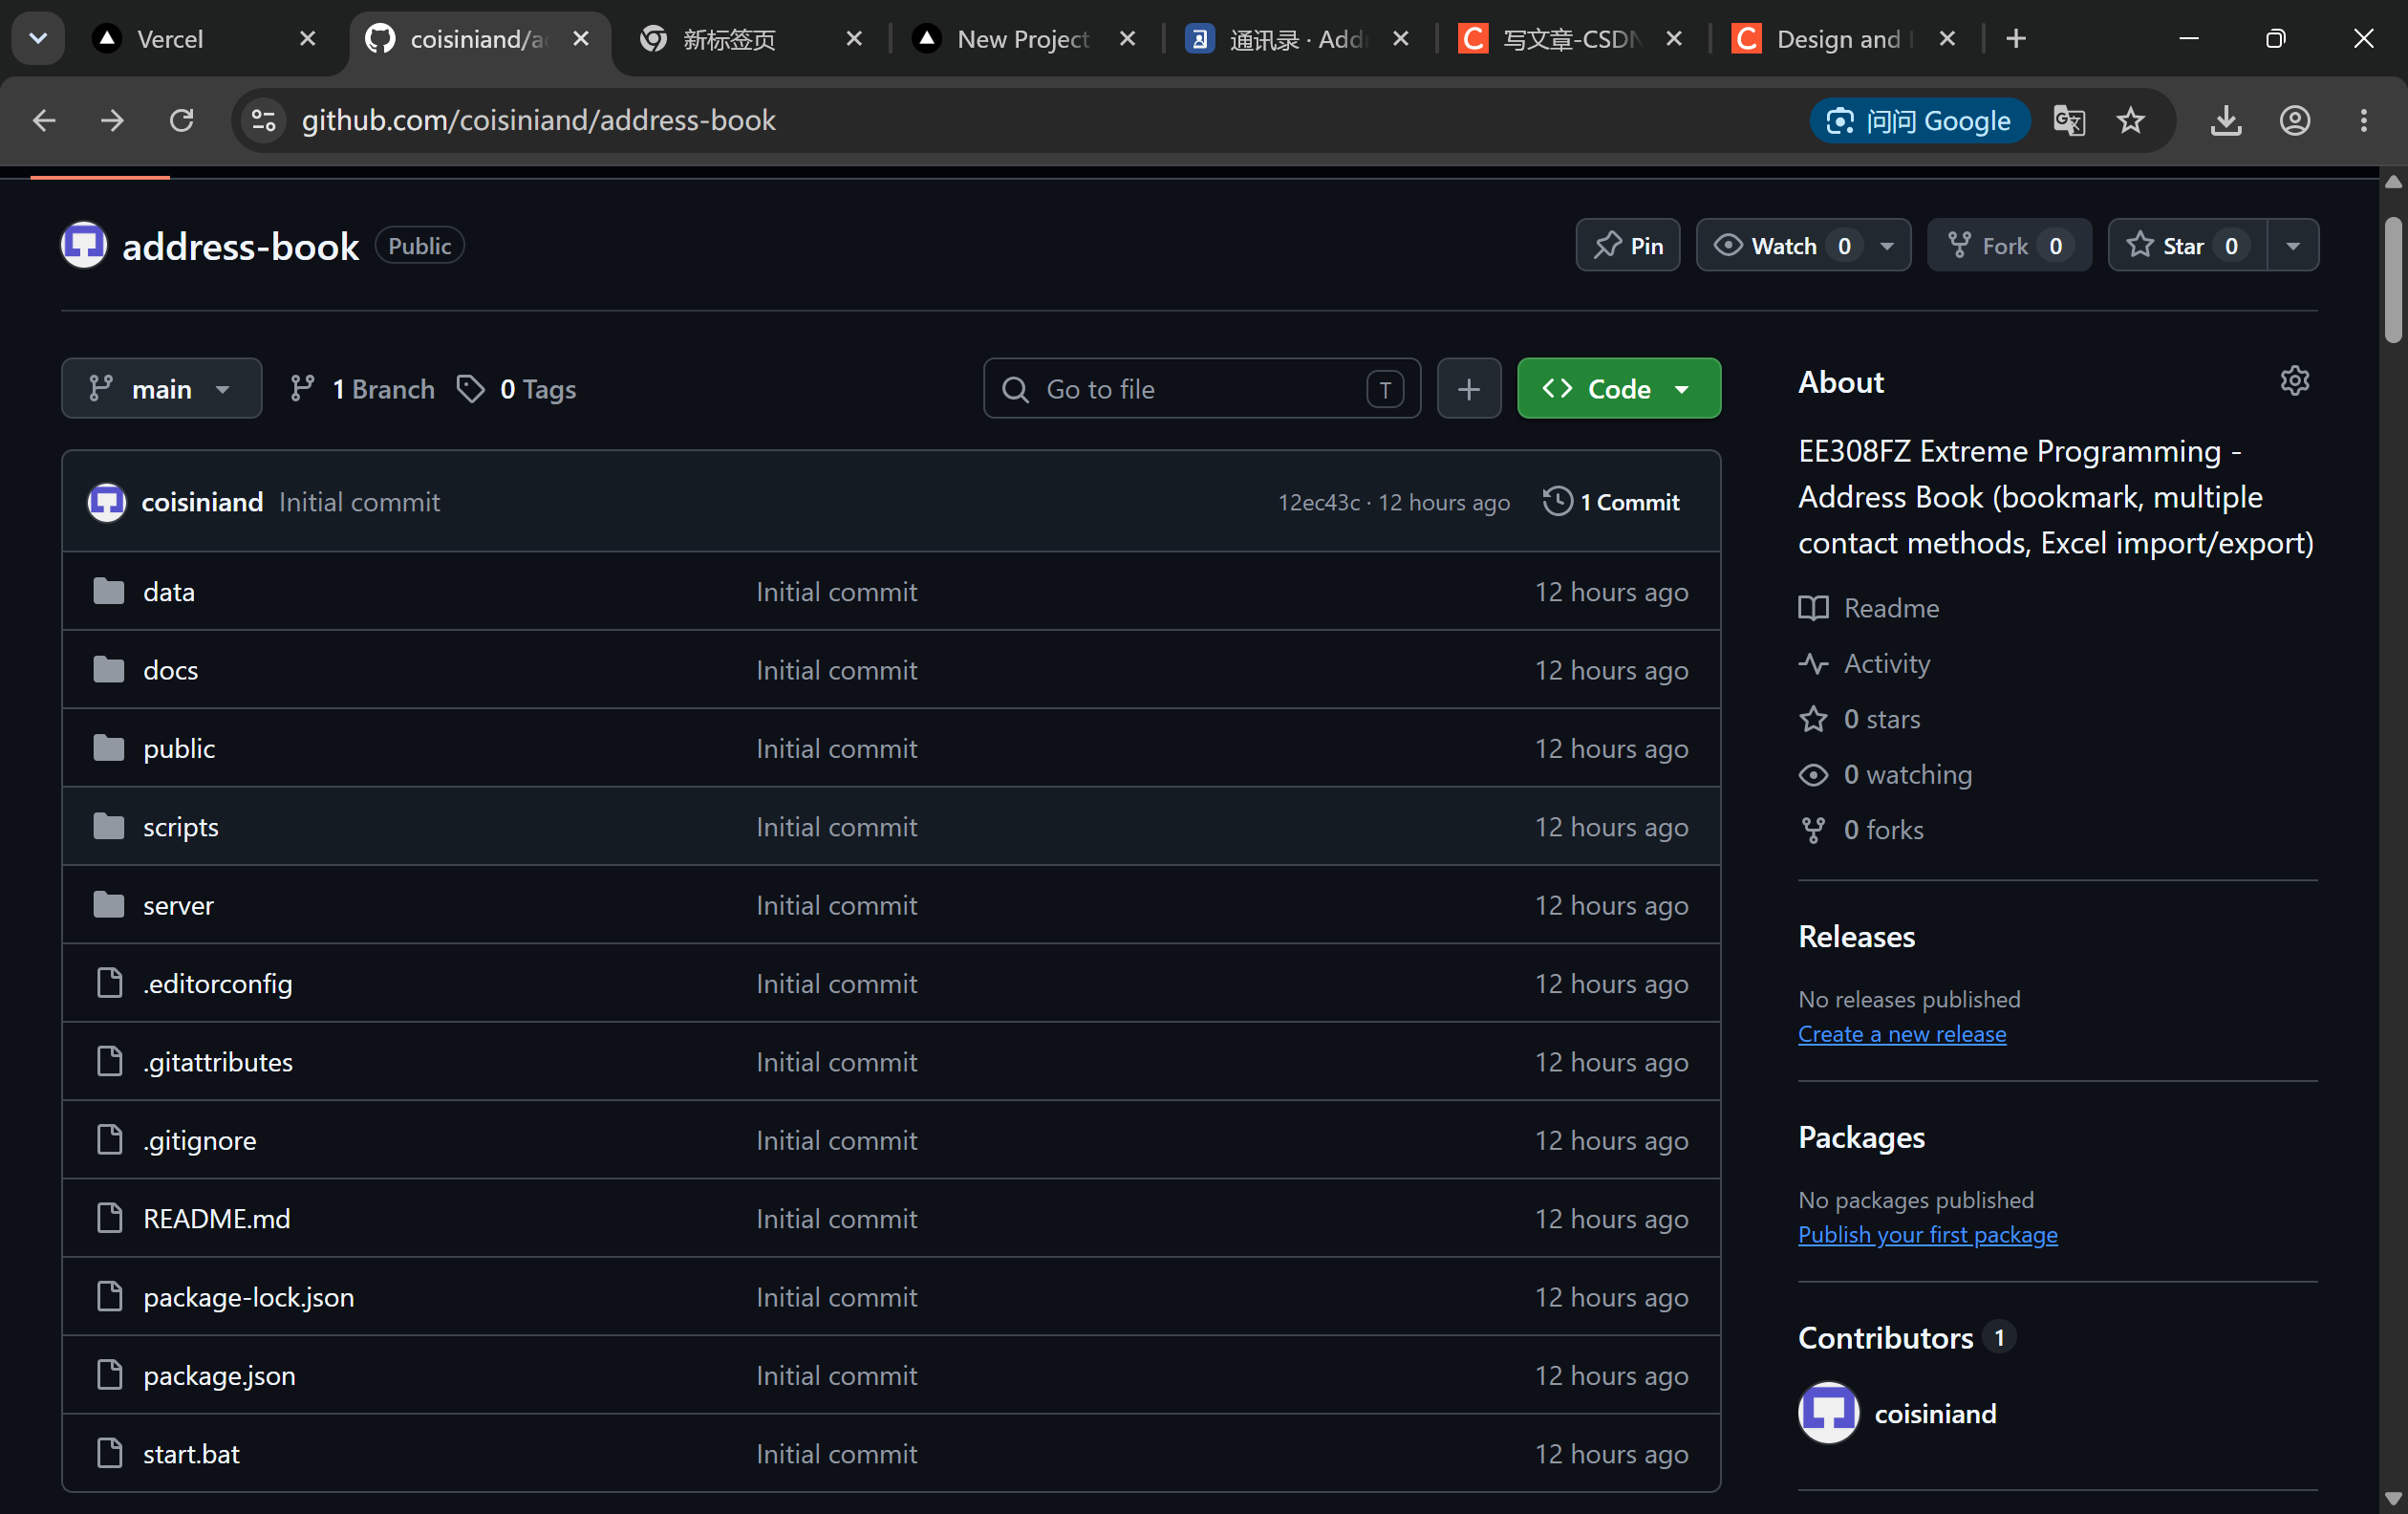 Vercel
coisiniand/a
新标签页
New Project
通讯录 · Add
写文章-CSDN
Design and
github.com/coisiniand/address-book
问问 Google
address-book
Public
Pin
Watch 0
Fork 0
Star 0
main
1 Branch
0 Tags
Go to file
T
Code
coisiniand Initial commit
12ec43c · 12 hours ago
1 Commit
data Initial commit 12 hours ago
docs Initial commit 12 hours ago
public Initial commit 12 hours ago
scripts Initial commit 12 hours ago
server Initial commit 12 hours ago
.editorconfig Initial commit 12 hours ago
.gitattributes Initial commit 12 hours ago
.gitignore Initial commit 12 hours ago
README.md Initial commit 12 hours ago
package-lock.json Initial commit 12 hours ago
package.json Initial commit 12 hours ago
start.bat Initial commit 12 hours ago
About
EE308FZ Extreme Programming -
Address Book (bookmark, multiple
contact methods, Excel import/export)
Readme
Activity
0 stars
0 watching
0 forks
Releases
No releases published
Create a new release
Packages
No packages published
Publish your first package
Contributors 1
coisiniand